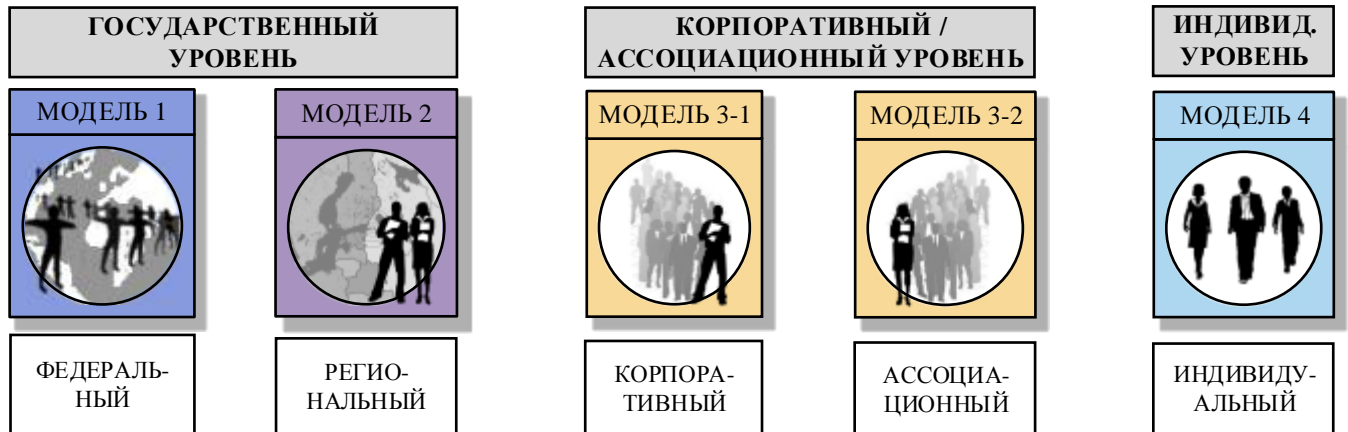 ГОСУДАРСТВЕННЫЙ
УРОВЕНЬ
КОРПОРАТИВНЫЙ /
АССОЦИАЦИОННЫЙ УРОВЕНЬ
ИНДИВИД.
УРОВЕНЬ
МОДЕЛЬ 1
МОДЕЛЬ 2
МОДЕЛЬ 3-1
МОДЕЛЬ 3-2
МОДЕЛЬ 4
ФЕДЕРАЛЬ-
НЫЙ
РЕГИО-
НАЛЬНЫЙ
КОРПОРА-
ТИВНЫЙ
АССОЦИА-
ЦИОННЫЙ
ИНДИВИДУ-
АЛЬНЫЙ